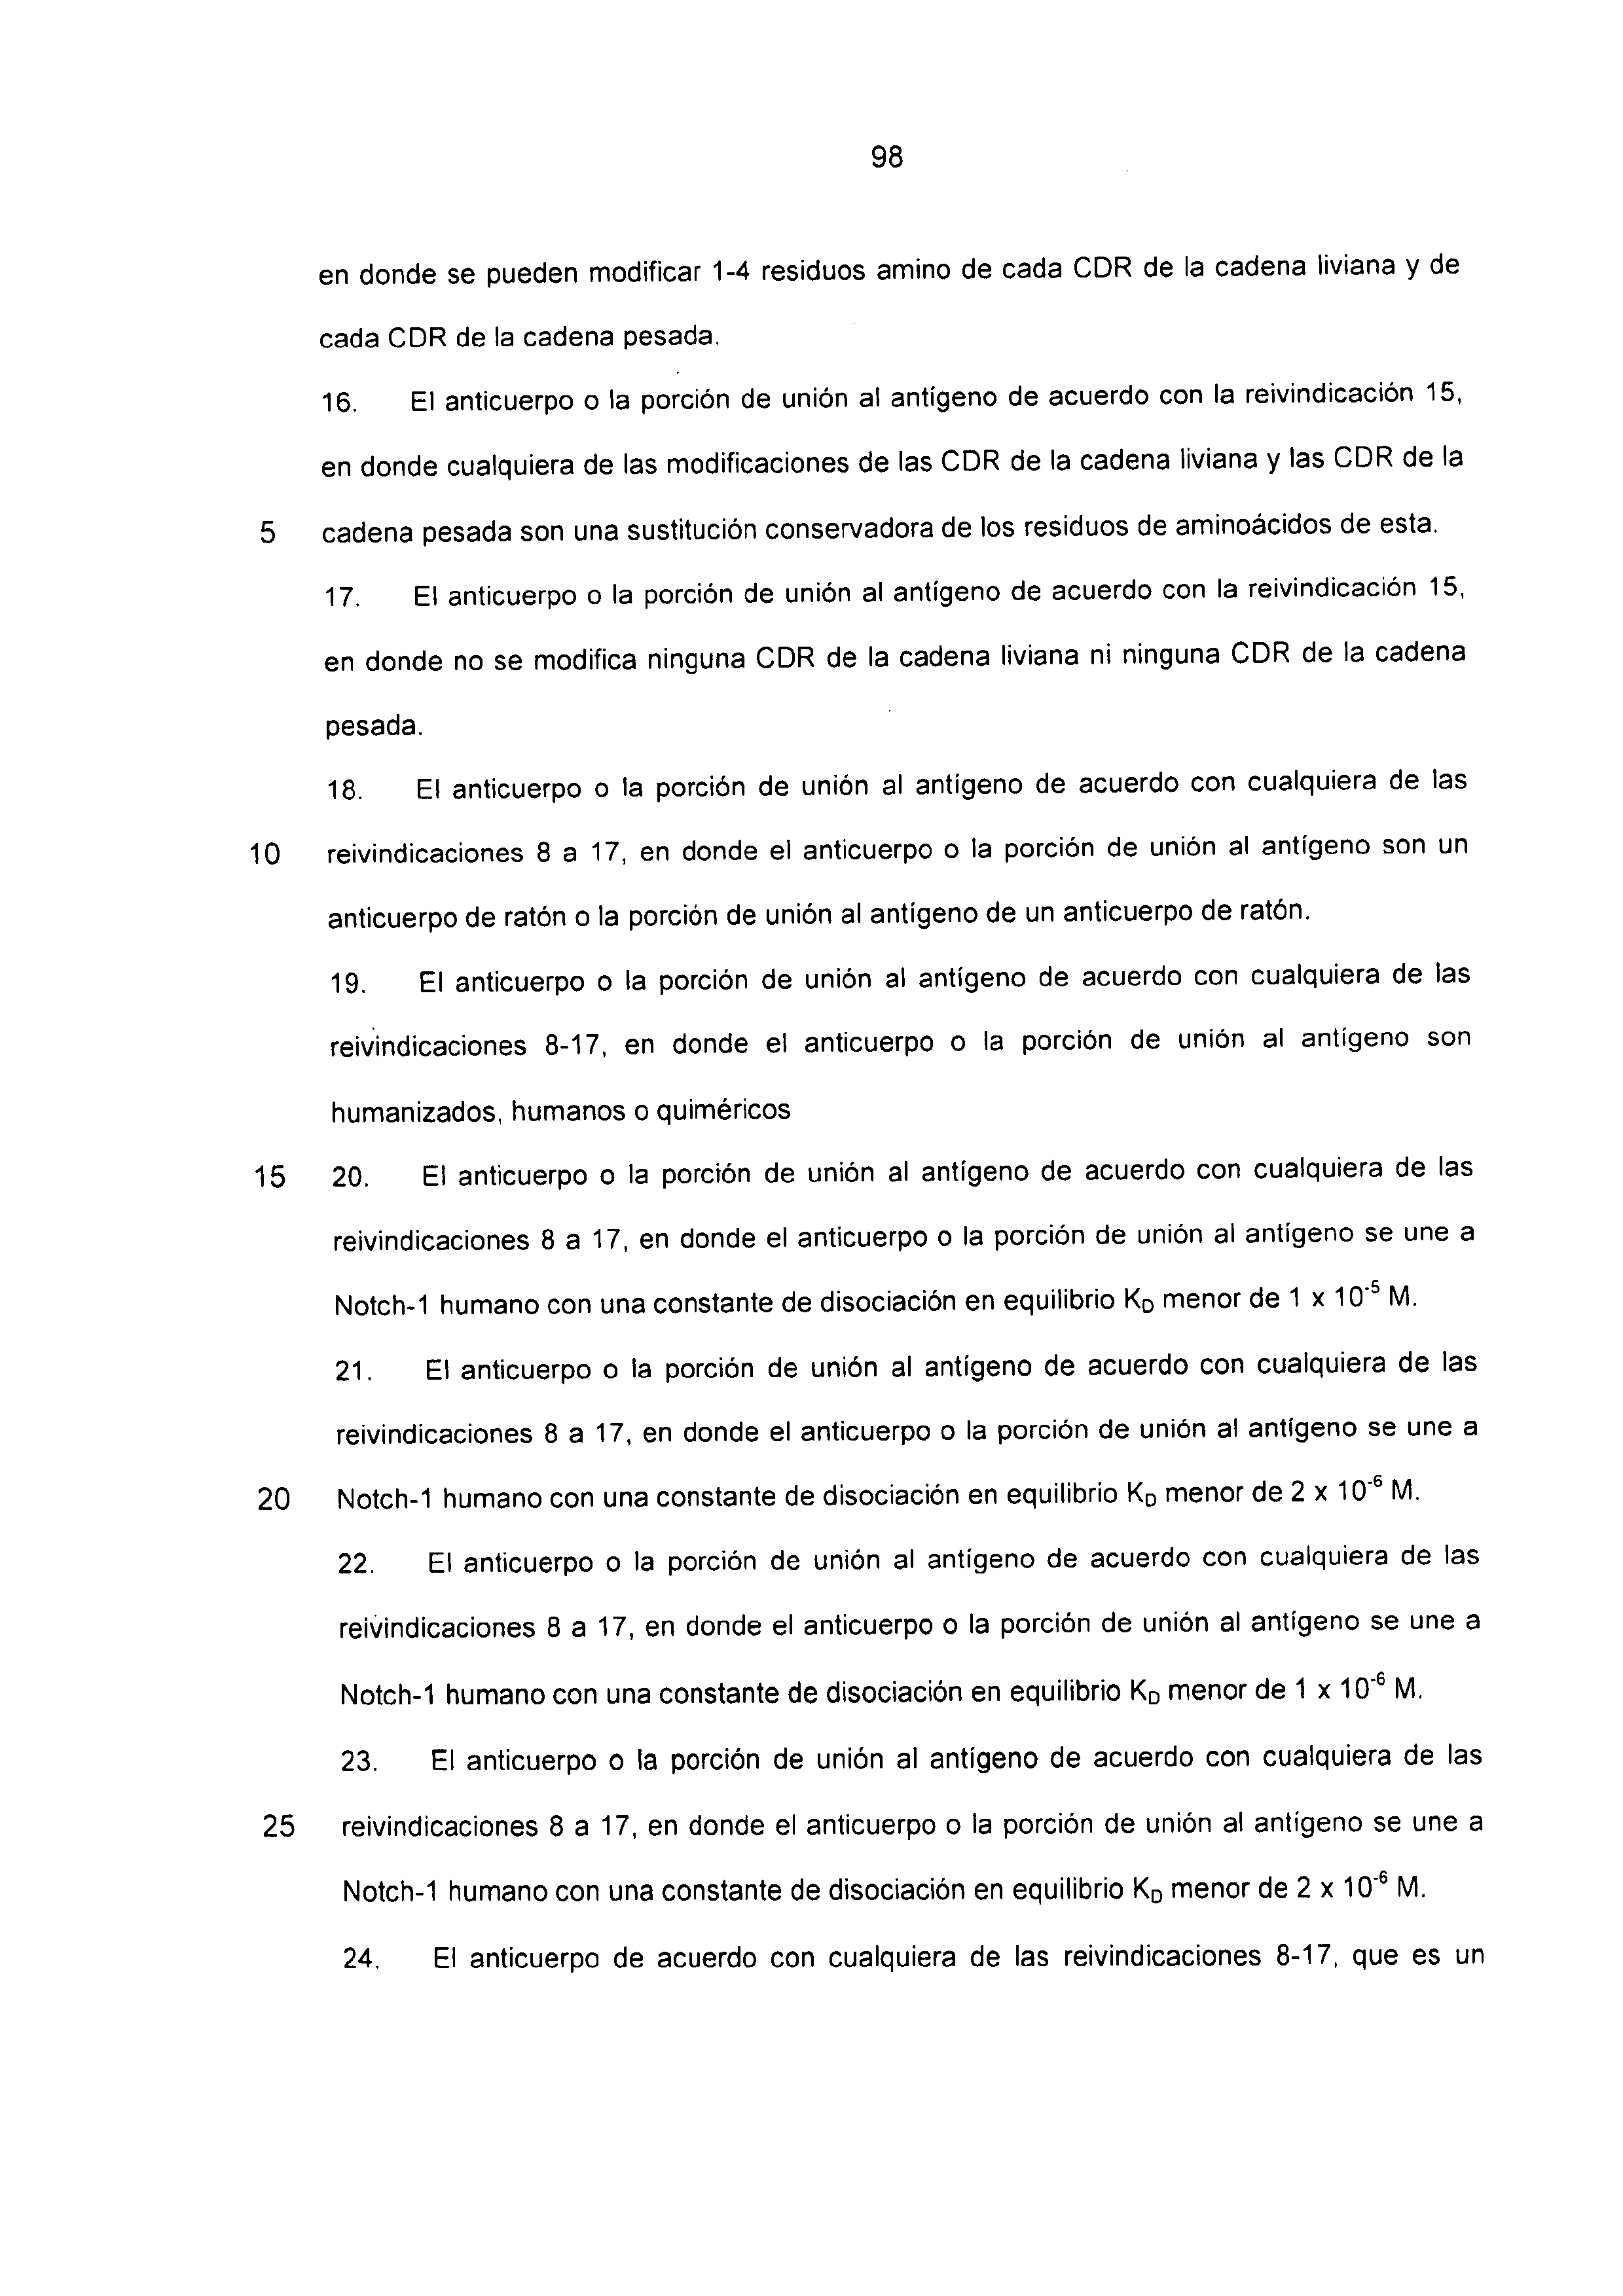 98
en donde se pueden modificar 1-4 residuos amino de cada CDR de la cadena liviana y de
cada CDR de la cadena pesada.
16. El anticuerpo o la porción de unión al antígeno de acuerdo con la reivindicación 15,
en donde cualquiera de las modificaciones de las CDR de la cadena liviana y las CDR de la
5 cadena pesada son una sustitución conservadora de los residuos de aminoácidos de esta.
17. El anticuerpo o la porción de unión al antígeno de acuerdo con la reivindicación 15,
en donde no se modifica ninguna CDR de la cadena liviana ni ninguna CDR de la cadena
pesada.
18. El anticuerpo o la porción de unión al antígeno de acuerdo con cualquiera de las
10 reivindicaciones 8 a 17, en donde el anticuerpo o la porción de unión al antígeno son un
anticuerpo de ratón o la porción de unión al antígeno de un anticuerpo de ratón.
19. El anticuerpo o la porción de unión al antígeno de acuerdo con cualquiera de las
reivindicaciones 8-17, en donde el anticuerpo o la porción de unión al antígeno son
humanizados, humanos o quiméricos
15 20. El anticuerpo o la porción de unión al antígeno de acuerdo con cualquiera de las
reivindicaciones 8 a 17, en donde el anticuerpo o la porción de unión al antígeno se une a
Notch-1 humano con una constante de disociación en equilibrio K_D menor de 1 x 10⁻⁵ M.
21. El anticuerpo o la porción de unión al antígeno de acuerdo con cualquiera de las
reivindicaciones 8 a 17, en donde el anticuerpo o la porción de unión al antígeno se une a
20 Notch-1 humano con una constante de disociación en equilibrio K_D menor de 2 x 10⁻⁶ M.
22. El anticuerpo o la porción de unión al antígeno de acuerdo con cualquiera de las
reivindicaciones 8 a 17, en donde el anticuerpo o la porción de unión al antígeno se une a
Notch-1 humano con una constante de disociación en equilibrio K_D menor de 1 x 10⁻⁶ M.
23. El anticuerpo o la porción de unión al antígeno de acuerdo con cualquiera de las
25 reivindicaciones 8 a 17, en donde el anticuerpo o la porción de unión al antígeno se une a
Notch-1 humano con una constante de disociación en equilibrio K_D menor de 2 x 10⁻⁶ M.
24. El anticuerpo de acuerdo con cualquiera de las reivindicaciones 8-17, que es un